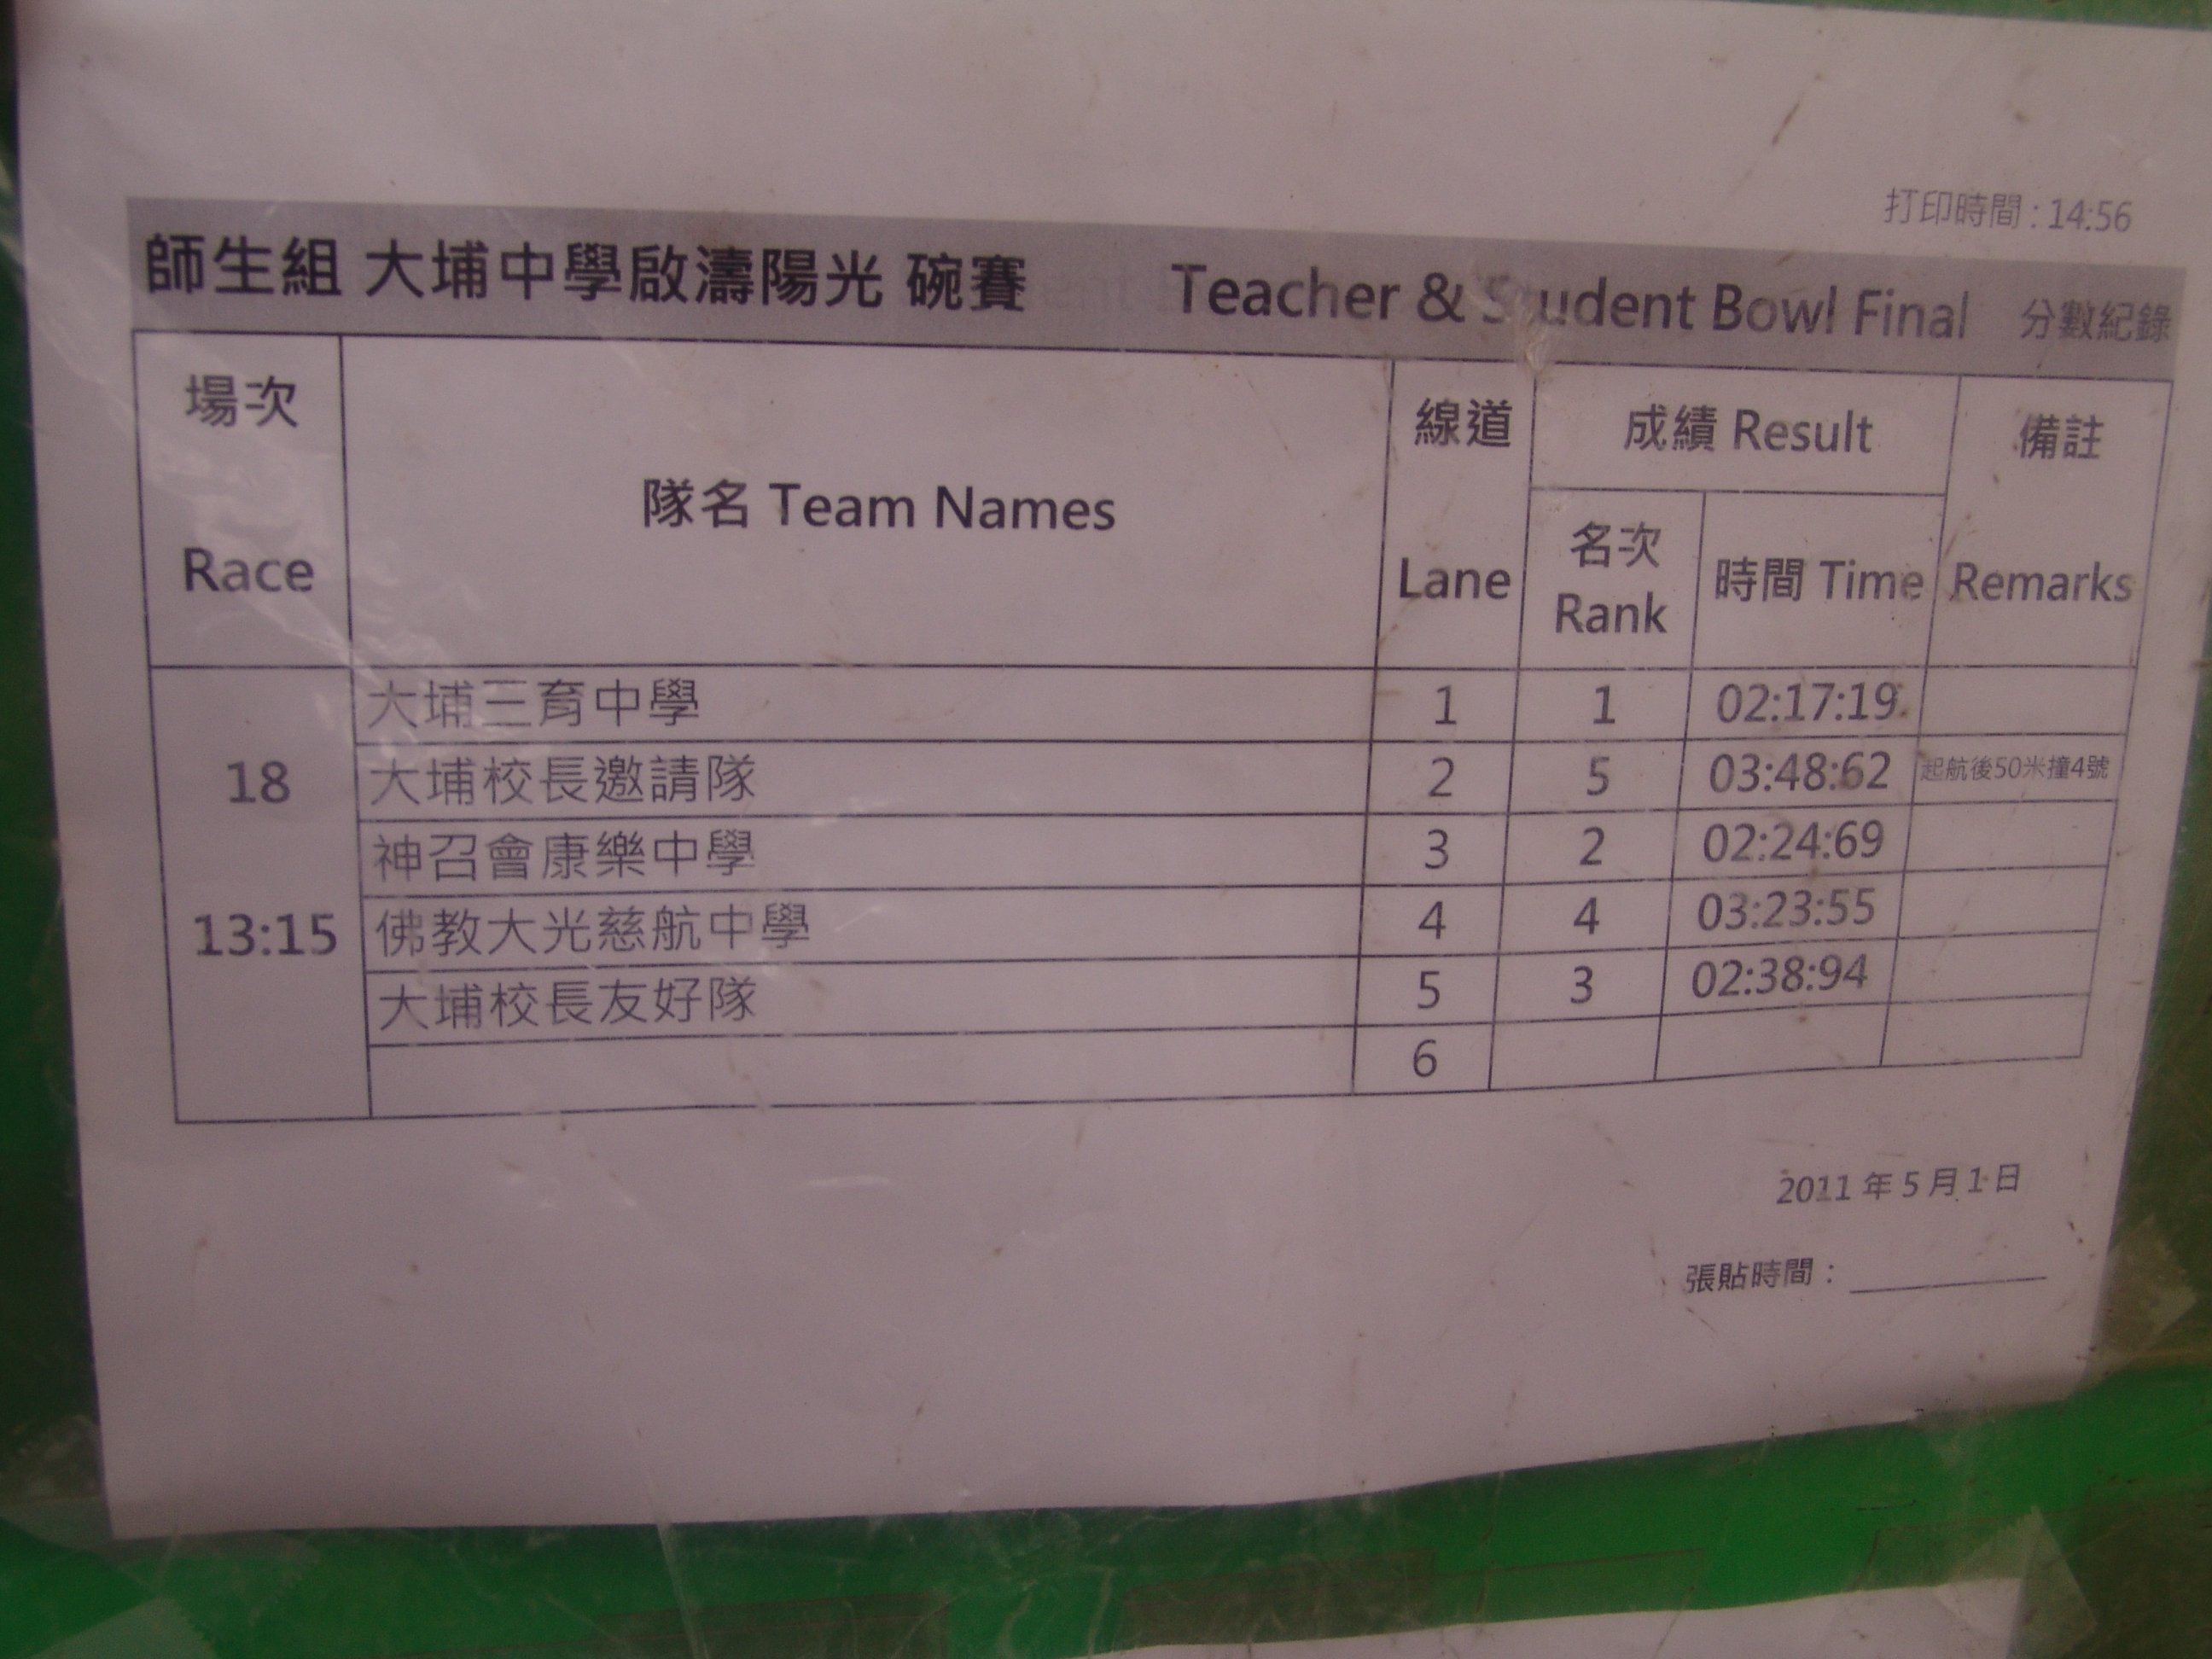 打印時間 : 14:56
師生組 大埔中學啟濤陽光 碗賽 Teacher & Student Bowl Final 分數紀錄
場次 Race
隊名 Team Names
線道 Lane
成績 Result
名次 Rank
時間 Time
備註 Remarks
18
13:15
大埔三育中學 1 1 02:17:19
大埔校長邀請隊 2 5 03:48:62 起航後50米撞4號
神召會康樂中學 3 2 02:24:69
佛教大光慈航中學 4 4 03:23:55
大埔校長友好隊 5 3 02:38:94
6
2011 年 5 月 1 日
張貼時間 :